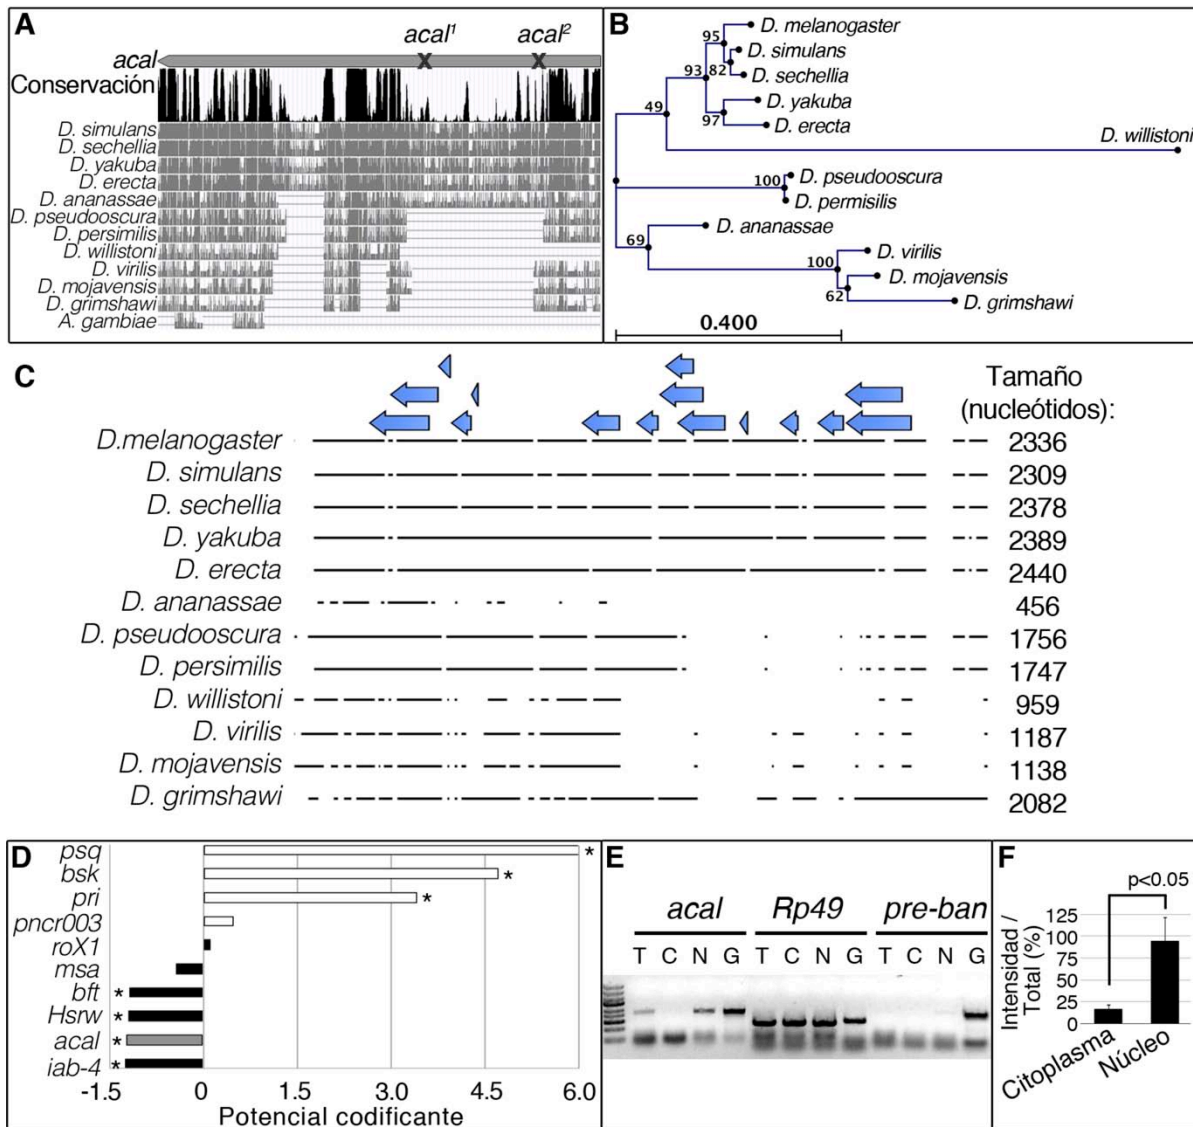 A
acal¹ acal²
acal
Conservación
D. simulans
D. sechellia
D. yakuba
D. erecta
D. ananassae
D. pseudooscura
D. persimilis
D. willistoni
D. virilis
D. mojavensis
D. grimshawi
A. gambiae
B
D. melanogaster
95
D. simulans
93 82
D. sechellia
D. yakuba
49
97
D. erecta
D. willistoni
D. pseudooscura
100
D. permisilis
D. ananassae
69
D. virilis
100
D. mojavensis
62
D. grimshawi
0.400
C
Tamaño
(nucleótidos):
D.melanogaster 2336
D. simulans 2309
D. sechellia 2378
D. yakuba 2389
D. erecta 2440
D. ananassae 456
D. pseudooscura 1756
D. persimilis 1747
D. willistoni 959
D. virilis 1187
D. mojavensis 1138
D. grimshawi 2082
D
psq *
bsk *
pri *
pncr003
roX1
msa
bft *
Hsrw *
acal *
iab-4 *
-1.5 0 1.5 3.0 4.5 6.0
Potencial codificante
E
acal Rp49 pre-ban
T C N G T C N G T C N G
F
p<0.05
Intensidad / Total (%)
125
100
75
50
25
0
Citoplasma
Núcleo